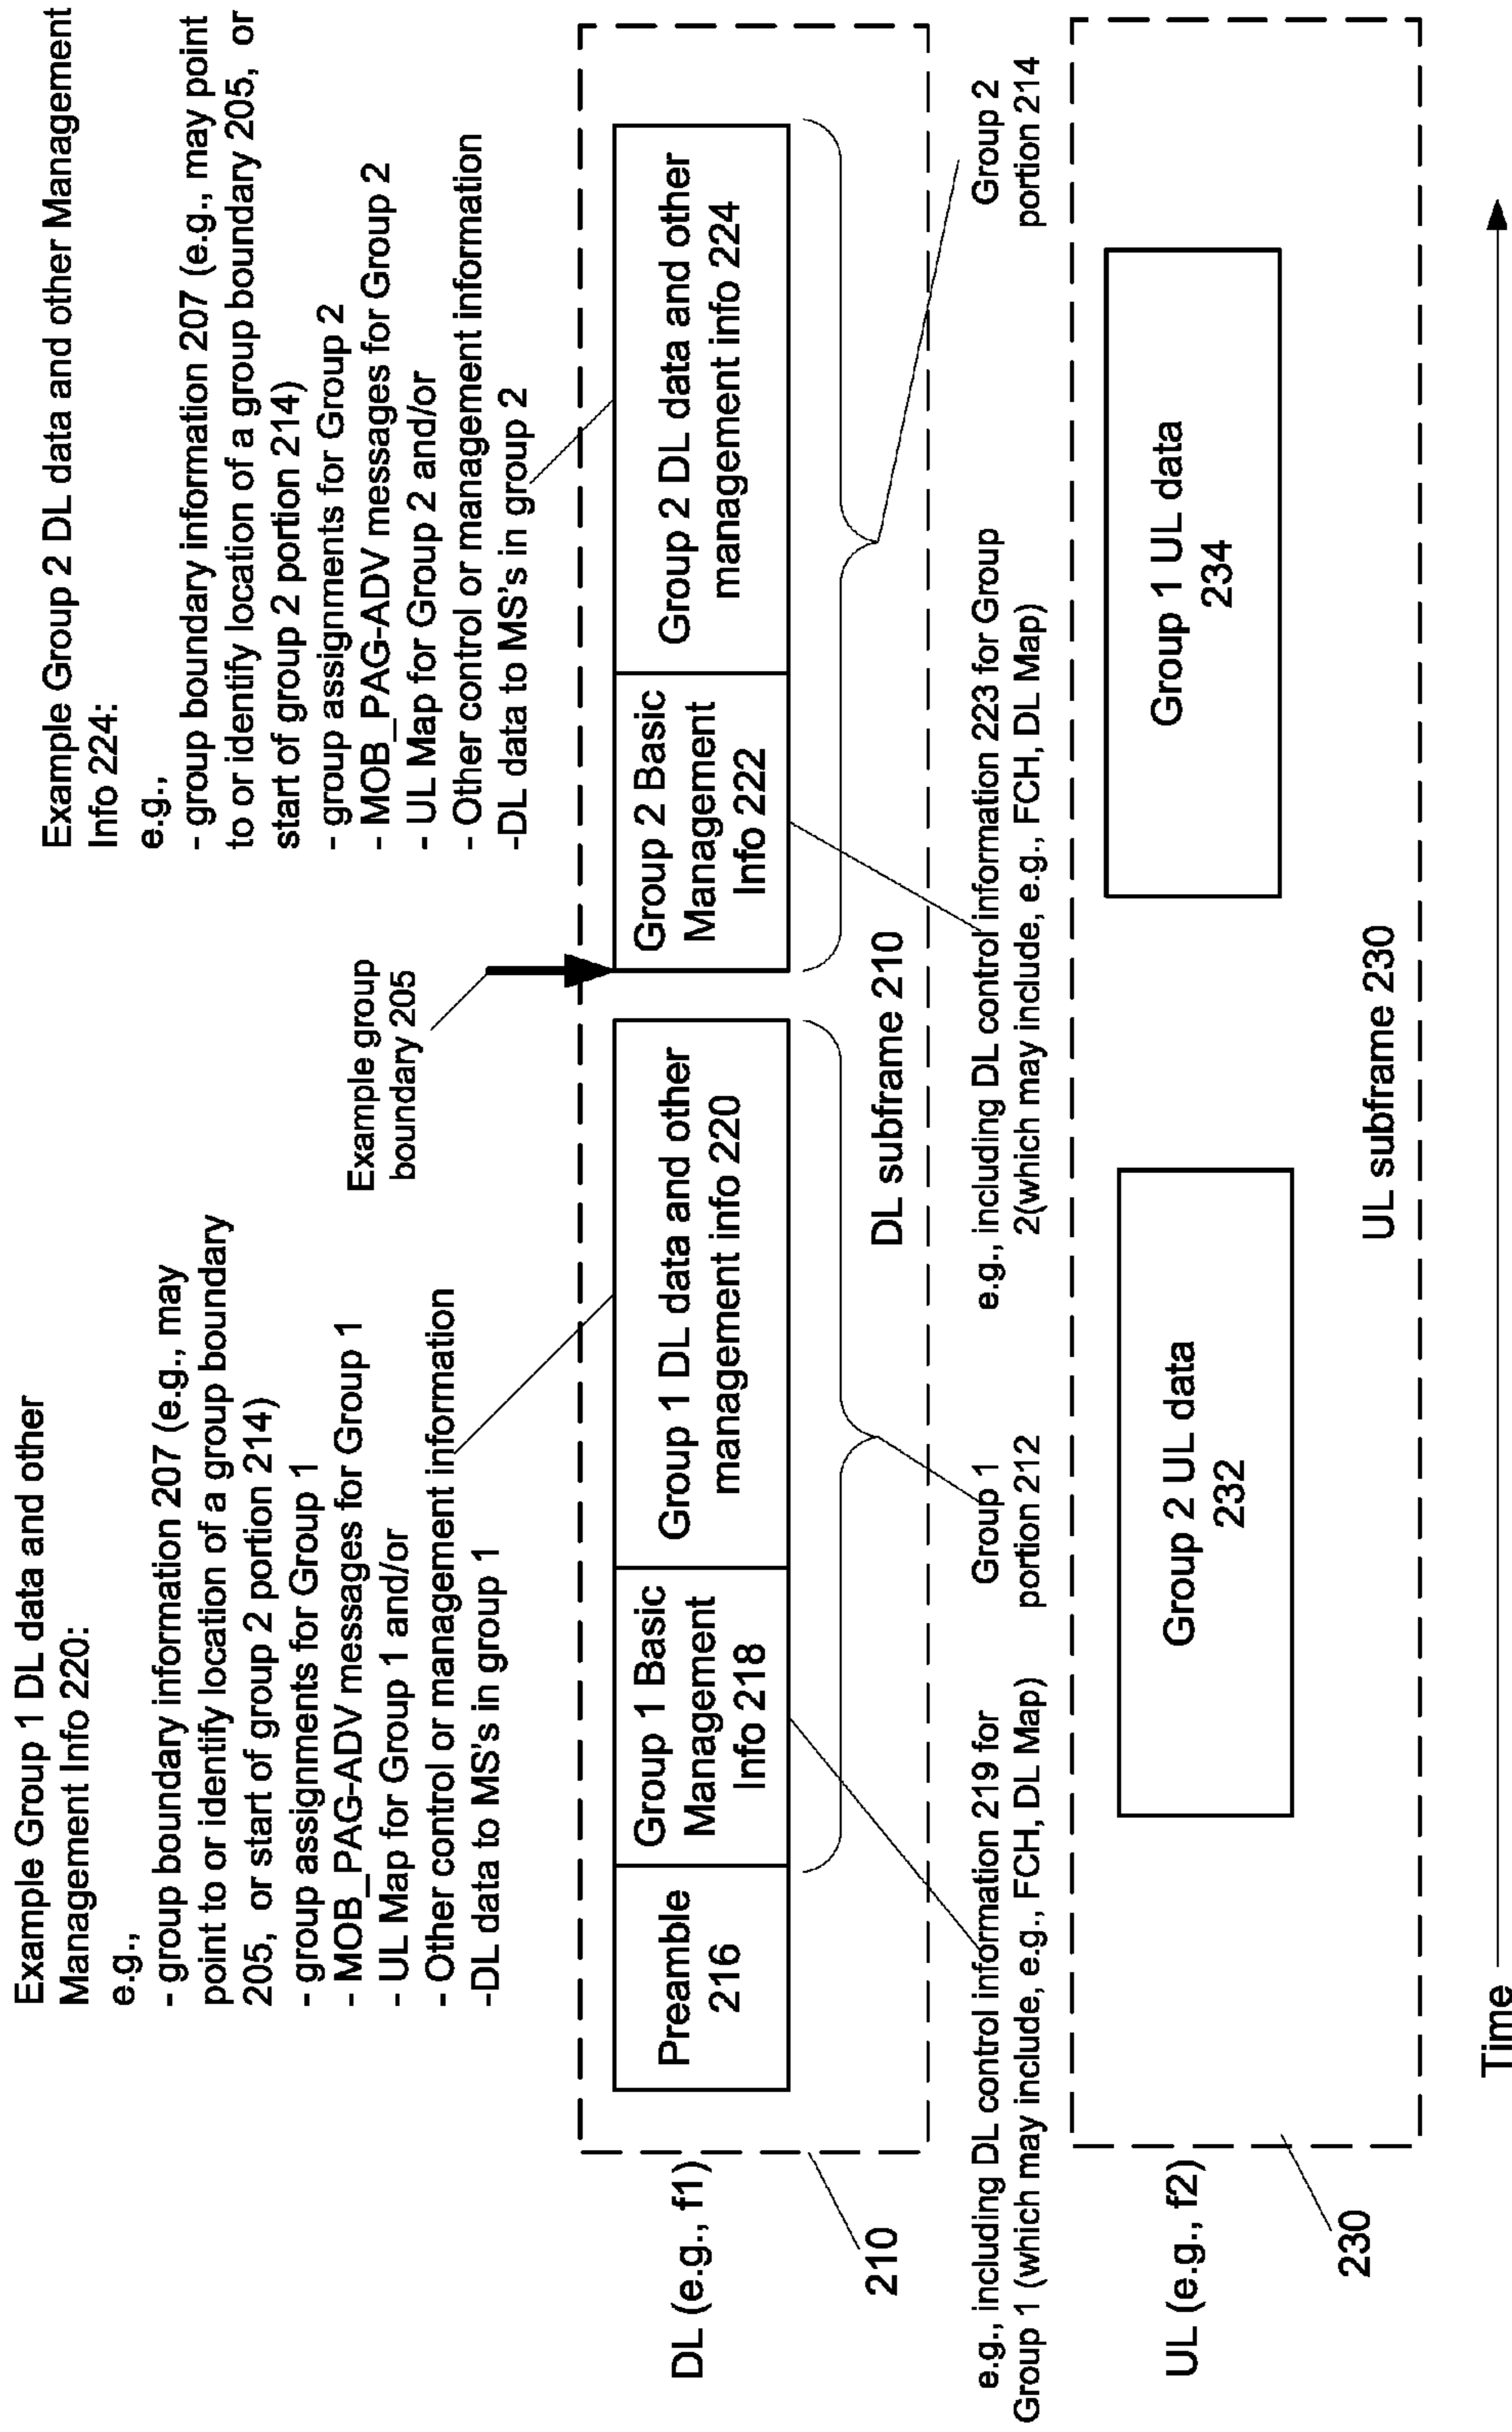 Example Group 1 DL data and other
Management Info 220:
e.g.,
- group boundary information 207 (e.g., may
point to or identify location of a group boundary
205, or start of group 2 portion 214)
- group assignments for Group 1
- MOB_PAG-ADV messages for Group 1
- UL Map for Group 1 and/or
- Other control or management information
-DL data to MS's in group 1
Example Group 2 DL data and other Management
Info 224:
e.g.,
- group boundary information 207 (e.g., may point
to or identify location of a group boundary 205, or
start of group 2 portion 214)
- group assignments for Group 2
- MOB_PAG-ADV messages for Group 2
- UL Map for Group 2 and/or
- Other control or management information
-DL data to MS's in group 2
Example group
boundary 205
DL (e.g., f1)
210
Preamble
216
Group 1 Basic
Management
Info 218
Group 1 DL data and other
management info 220
Group 2 Basic
Management
Info 222
Group 2 DL data and other
management info 224
DL subframe 210
e.g., including DL control information 219 for
Group 1 (which may include, e.g., FCH, DL Map)
Group 1
portion 212
e.g., including DL control information 223 for Group
2(which may include, e.g., FCH, DL Map)
Group 2
portion 214
UL (e.g., f2)
230
Group 2 UL data
232
Group 1 UL data
234
UL subframe 230
Time